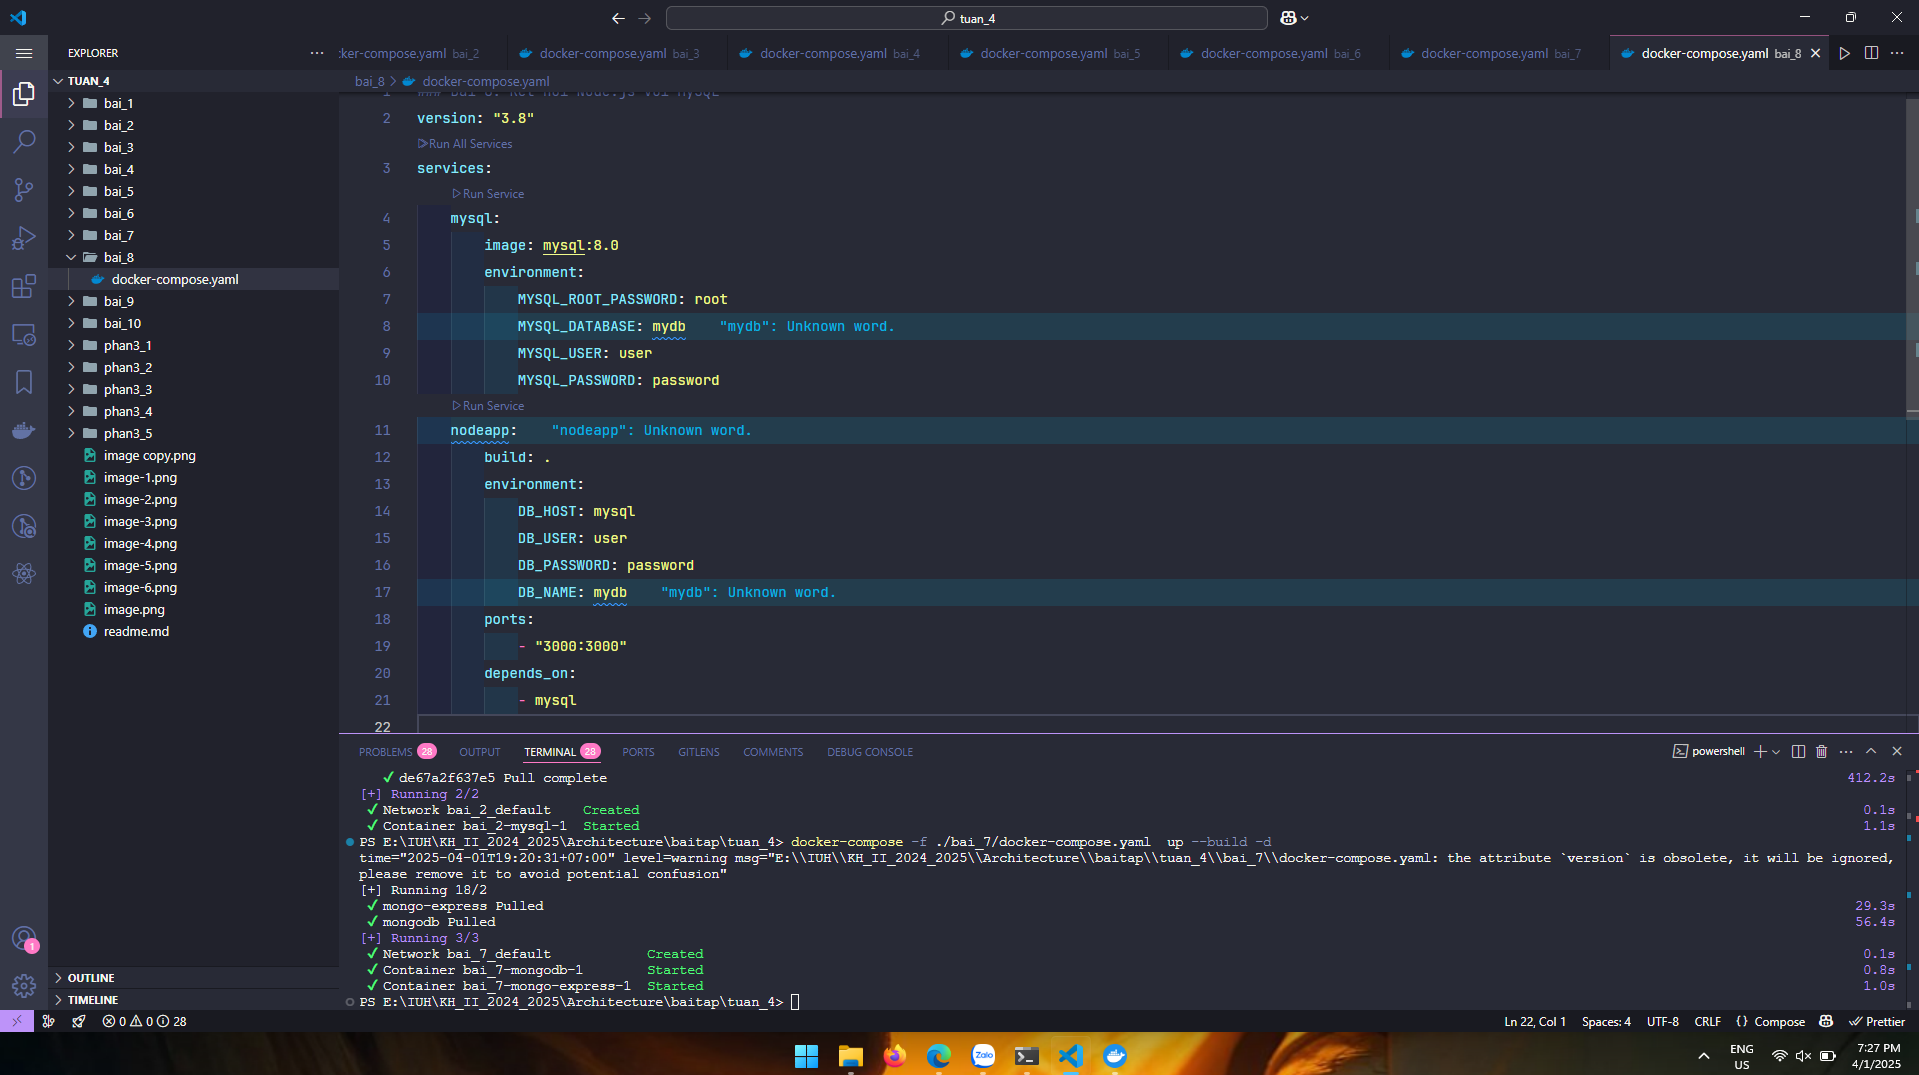 tuan_4
EXPLORER
cker-compose.yaml bai_2
docker-compose.yaml bai_3
docker-compose.yaml bai_4
docker-compose.yaml bai_5
docker-compose.yaml bai_6
docker-compose.yaml bai_7
docker-compose.yaml bai_8
TUAN_4
bai_1
bai_2
bai_3
bai_4
bai_5
bai_6
bai_7
bai_8
docker-compose.yaml
bai_9
bai_10
phan3_1
phan3_2
phan3_3
phan3_4
phan3_5
image copy.png
image-1.png
image-2.png
image-3.png
image-4.png
image-5.png
image-6.png
image.png
readme.md
OUTLINE
TIMELINE
bai_8 > docker-compose.yaml
2 version: "3.8"
Run All Services
3 services:
Run Service
4 mysql:
5 image: mysql:8.0
6 environment:
7 MYSQL_ROOT_PASSWORD: root
8 MYSQL_DATABASE: mydb "mydb": Unknown word.
9 MYSQL_USER: user
10 MYSQL_PASSWORD: password
Run Service
11 nodeapp: "nodeapp": Unknown word.
12 build: .
13 environment:
14 DB_HOST: mysql
15 DB_USER: user
16 DB_PASSWORD: password
17 DB_NAME: mydb "mydb": Unknown word.
18 ports:
19 - "3000:3000"
20 depends_on:
21 - mysql
22
PROBLEMS 28 OUTPUT TERMINAL 28 PORTS GITLENS COMMENTS DEBUG CONSOLE powershell
✓ de67a2f637e5 Pull complete 412.2s
[+] Running 2/2
✓ Network bai_2_default Created 0.1s
✓ Container bai_2-mysql-1 Started 1.1s
PS E:\IUH\KH_II_2024_2025\Architecture\baitap\tuan_4> docker-compose -f ./bai_7/docker-compose.yaml up --build -d
time="2025-04-01T19:20:31+07:00" level=warning msg="E:\\IUH\\KH_II_2024_2025\\Architecture\\baitap\\tuan_4\\bai_7\\docker-compose.yaml: the attribute `version` is obsolete, it will be ignored,
please remove it to avoid potential confusion"
[+] Running 18/2
✓ mongo-express Pulled 29.3s
✓ mongodb Pulled 56.4s
[+] Running 3/3
✓ Network bai_7_default Created 0.1s
✓ Container bai_7-mongodb-1 Started 0.8s
✓ Container bai_7-mongo-express-1 Started 1.0s
PS E:\IUH\KH_II_2024_2025\Architecture\baitap\tuan_4>
1
0 0 28
Ln 22, Col 1 Spaces: 4 UTF-8 CRLF {} Compose Prettier
Zalo
ENG
US
7:27 PM
4/1/2025